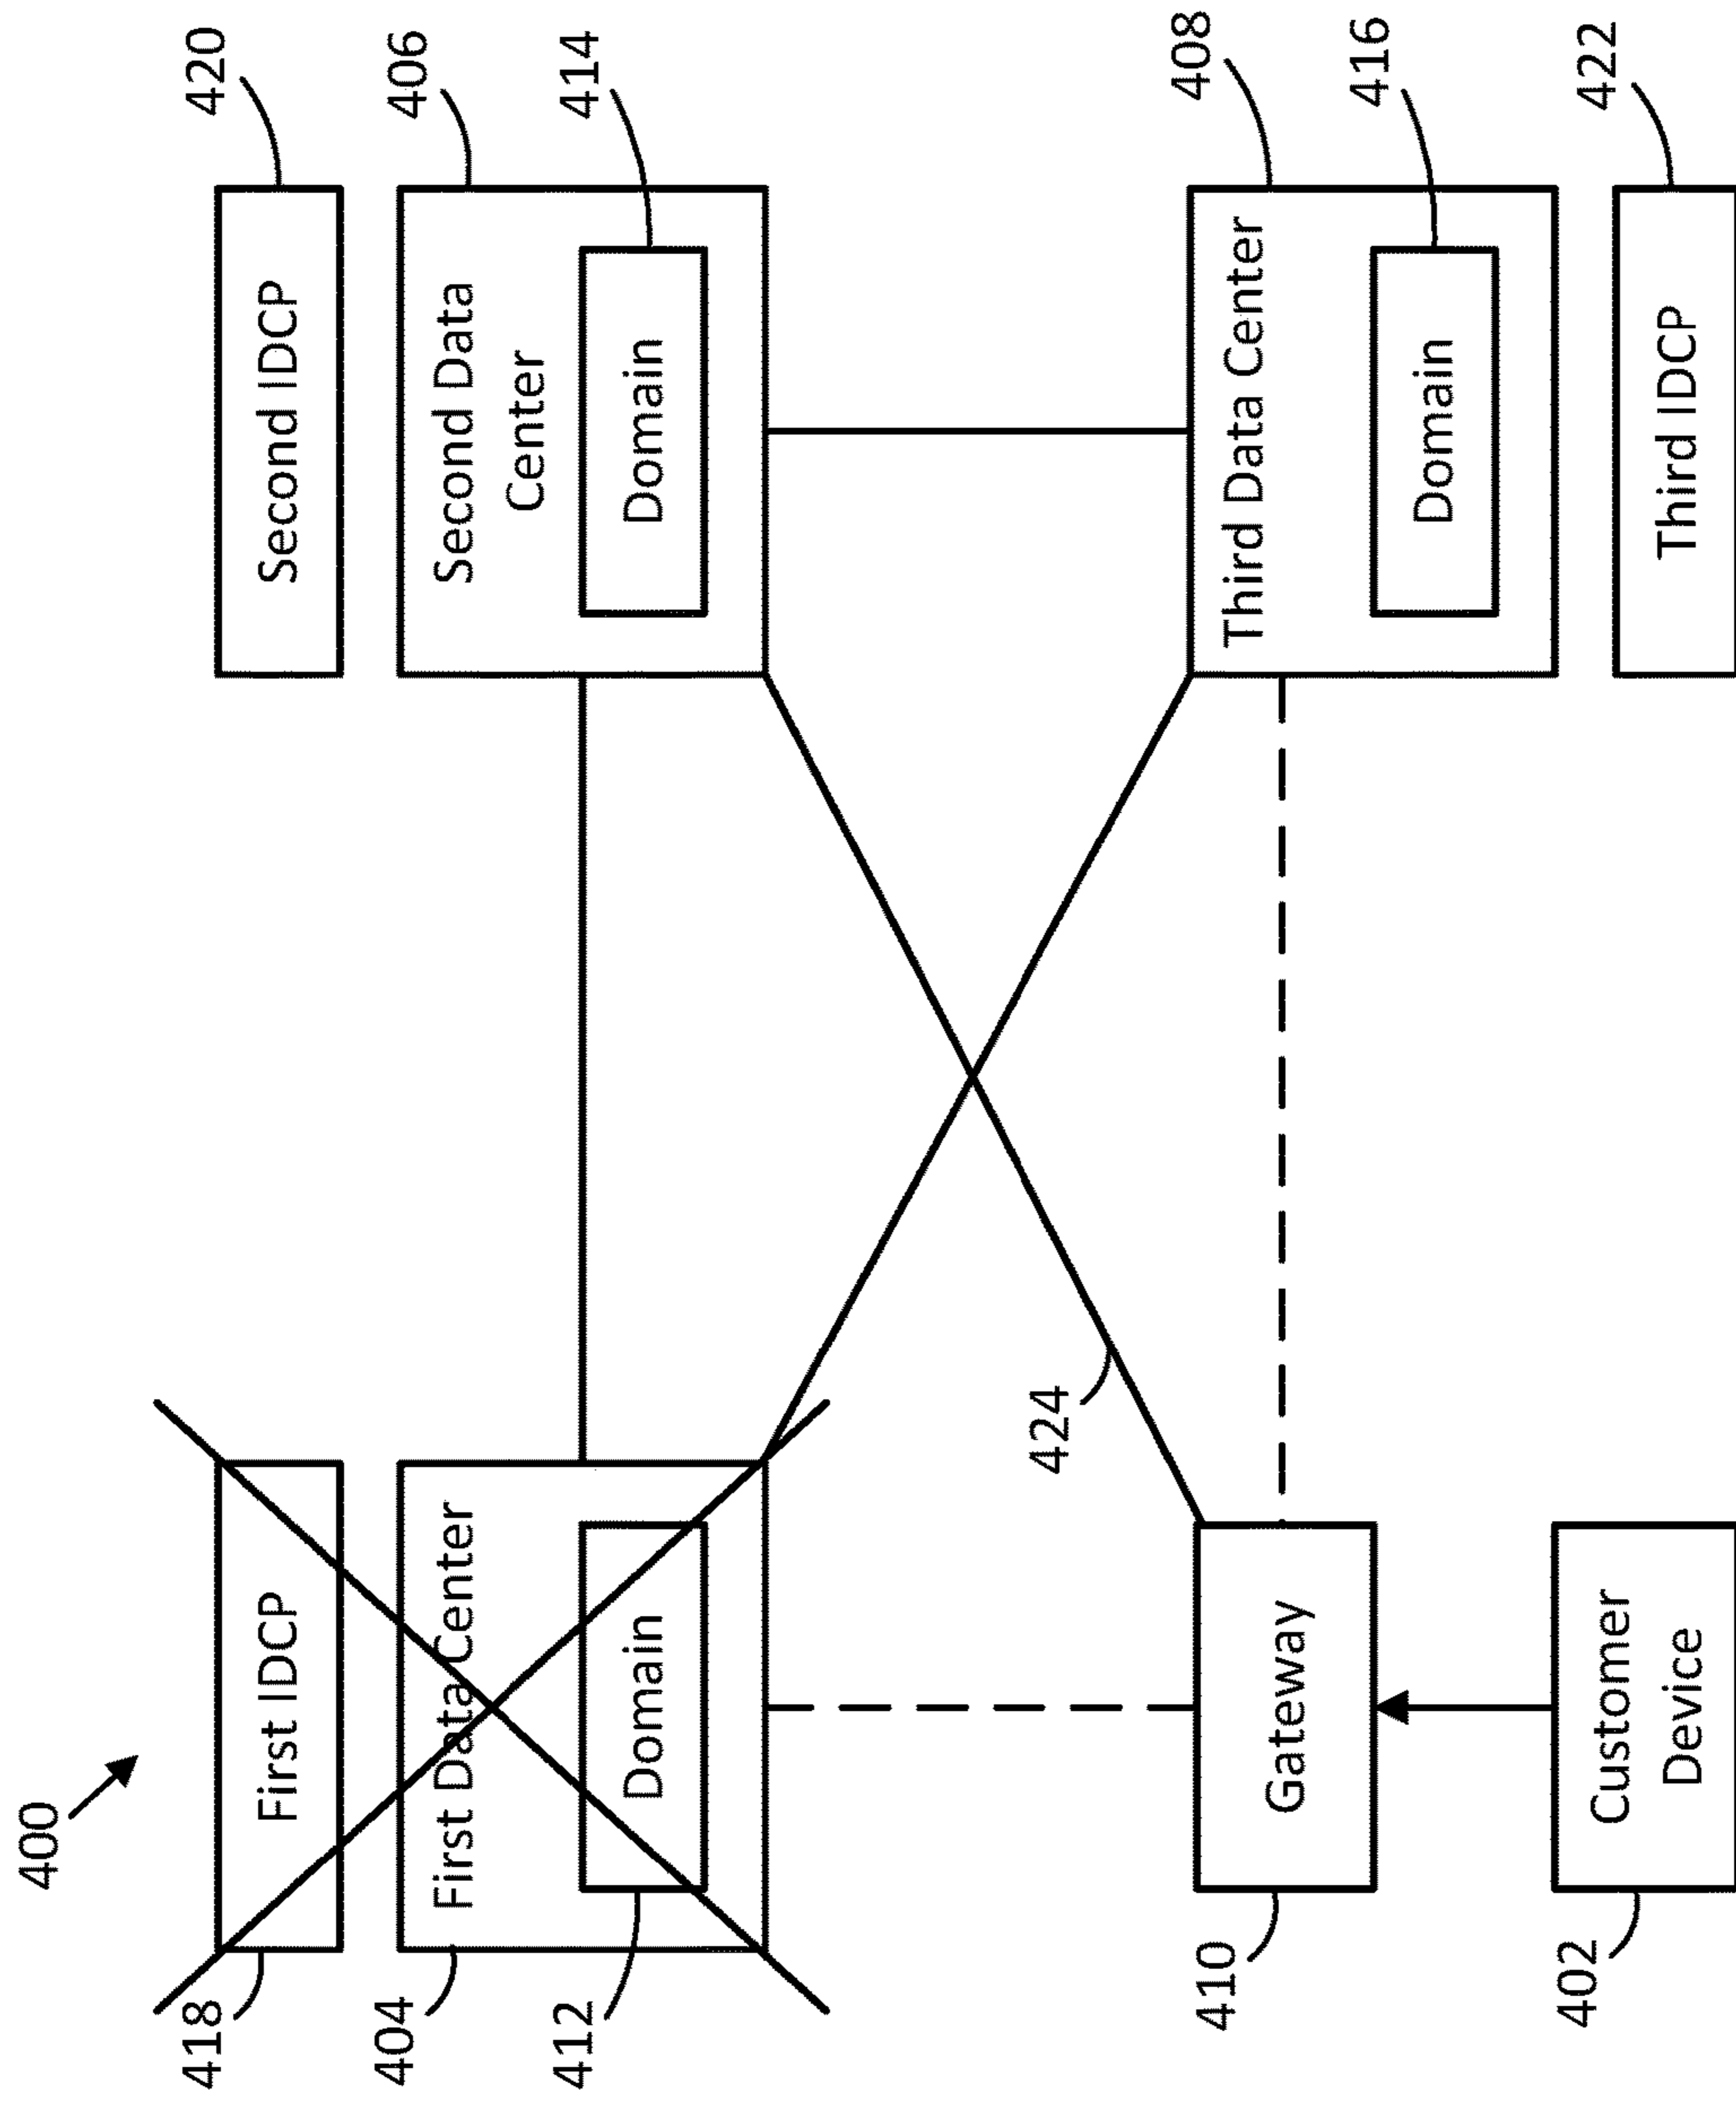 400
418
First IDCP
404
First Data Center
412
Domain
420
Second IDCP
406
Second Data
Center
414
Domain
424
410
Gateway
408
Third Data Center
416
Domain
402
Customer
Device
422
Third IDCP